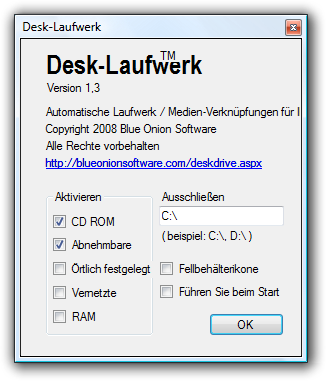 Desk-Laufwerk
Desk-Laufwerk TM
Version 1,3
Automatische Laufwerk / Medien-Verknüpfungen für
Copyright 2008 Blue Onion Software
Alle Rechte vorbehalten
http://blueonionsoftware.com/deskdrive.aspx
Aktivieren
Ausschließen
CD ROM
C:\
Abnehmbare
(beispiel: C:\, D:\ )
Örtlich festgelegt
Fellbehälterikone
Vernetzte
Führen Sie beim Start
RAM
OK